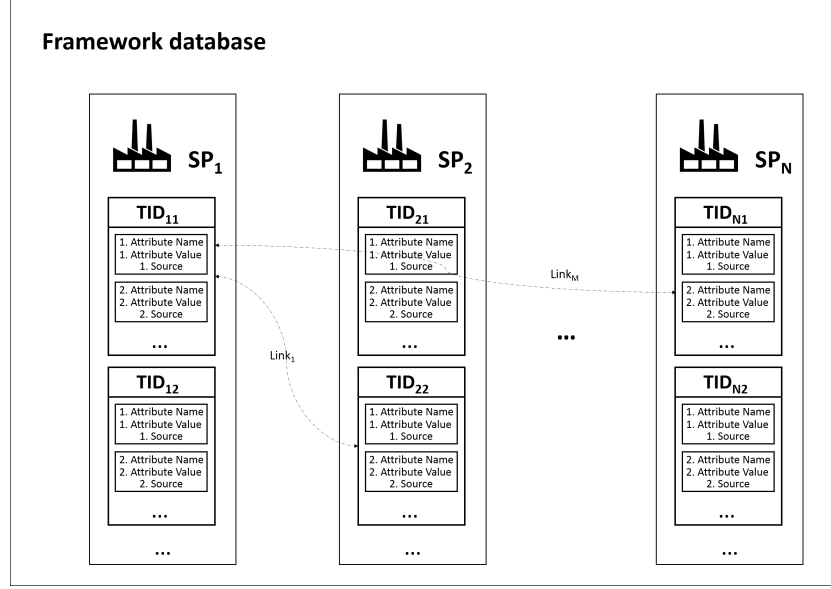 Framework database
SP1
TID11
1. Attribute Name
1. Attribute Value
1. Source
2. Attribute Name
2. Attribute Value
2. Source
...
TID12
1. Attribute Name
1. Attribute Value
1. Source
2. Attribute Name
2. Attribute Value
2. Source
...
...
Link1
SP2
TID21
1. Attribute Name
1. Attribute Value
1. Source
2. Attribute Name
2. Attribute Value
2. Source
...
TID22
1. Attribute Name
1. Attribute Value
1. Source
2. Attribute Name
2. Attribute Value
2. Source
...
...
LinkM
...
SPN
TIDN1
1. Attribute Name
1. Attribute Value
1. Source
2. Attribute Name
2. Attribute Value
2. Source
...
TIDN2
1. Attribute Name
1. Attribute Value
1. Source
2. Attribute Name
2. Attribute Value
2. Source
...
...